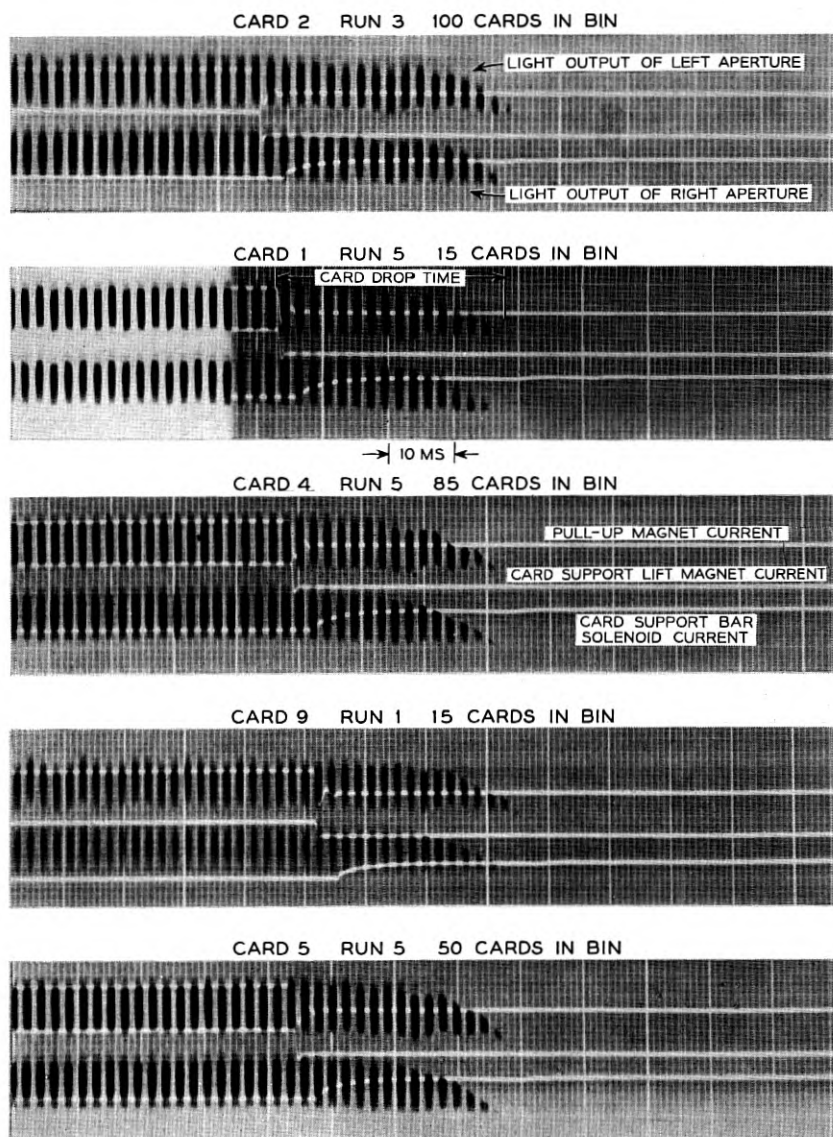 CARD 2 RUN 3 100 CARDS IN BIN
LIGHT OUTPUT OF LEFT APERTURE
LIGHT OUTPUT OF RIGHT APERTURE
CARD 1 RUN 5 15 CARDS IN BIN
CARD DROP TIME
10 MS
CARD 4 RUN 5 85 CARDS IN BIN
PULL-UP MAGNET CURRENT
CARD SUPPORT LIFT MAGNET CURRENT
CARD SUPPORT BAR
SOLENOID CURRENT
CARD 9 RUN 1 15 CARDS IN BIN
CARD 5 RUN 5 50 CARDS IN BIN